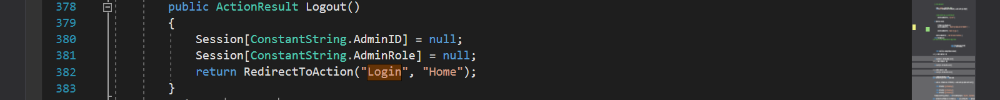 378 public ActionResult Logout()
379 {
380 Session[ConstantString.AdminID] = null;
381 Session[ConstantString.AdminRole] = null;
382 return RedirectToAction("Login", "Home");
383 }